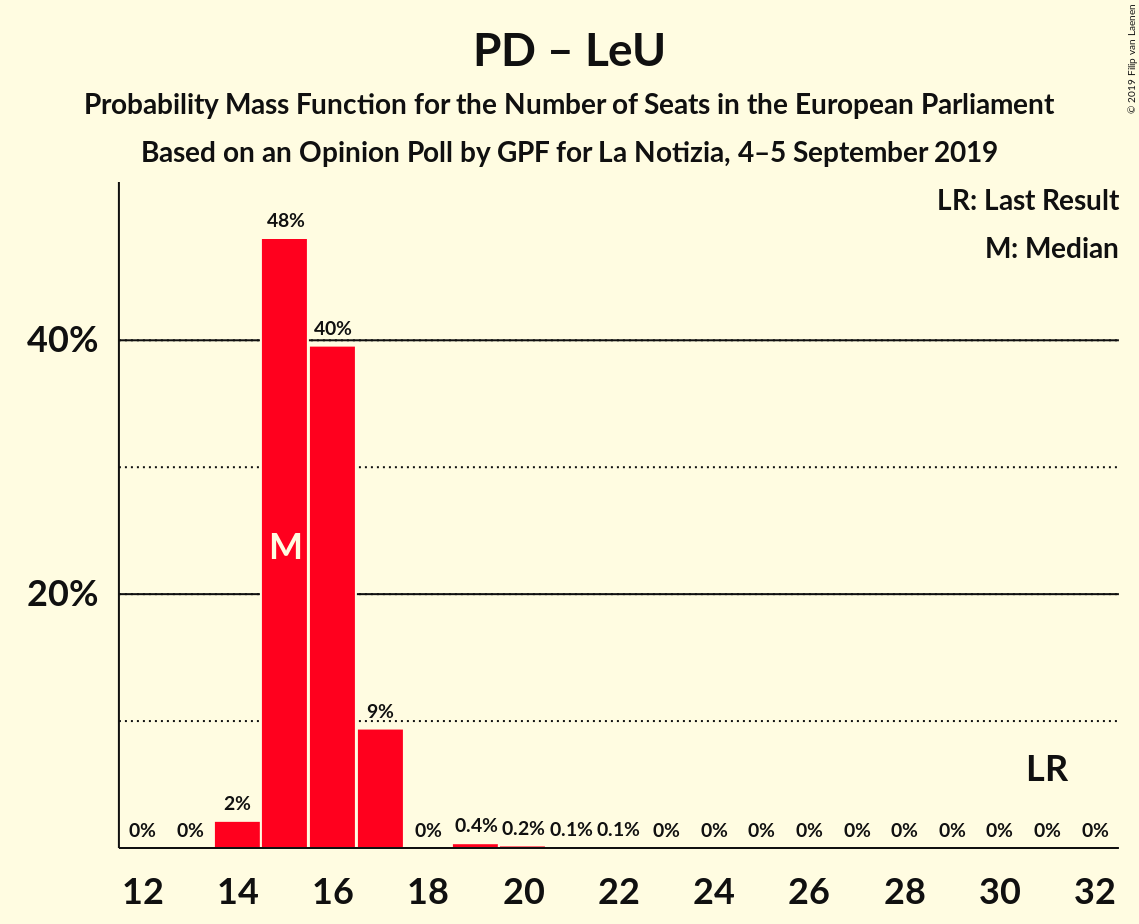 PD – LeU
Probability Mass Function for the Number of Seats in the European Parliament
Based on an Opinion Poll by GPF for La Notizia, 4–5 September 2019
© 2019 Filip van Laenen
LR: Last Result
M: Median
48%
40%
40%
M
20%
9%
LR
2%
0% 0% 0% 0.4% 0.2% 0.1% 0.1% 0% 0% 0% 0% 0% 0% 0% 0% 0% 0%
12 14 16 18 20 22 24 26 28 30 32